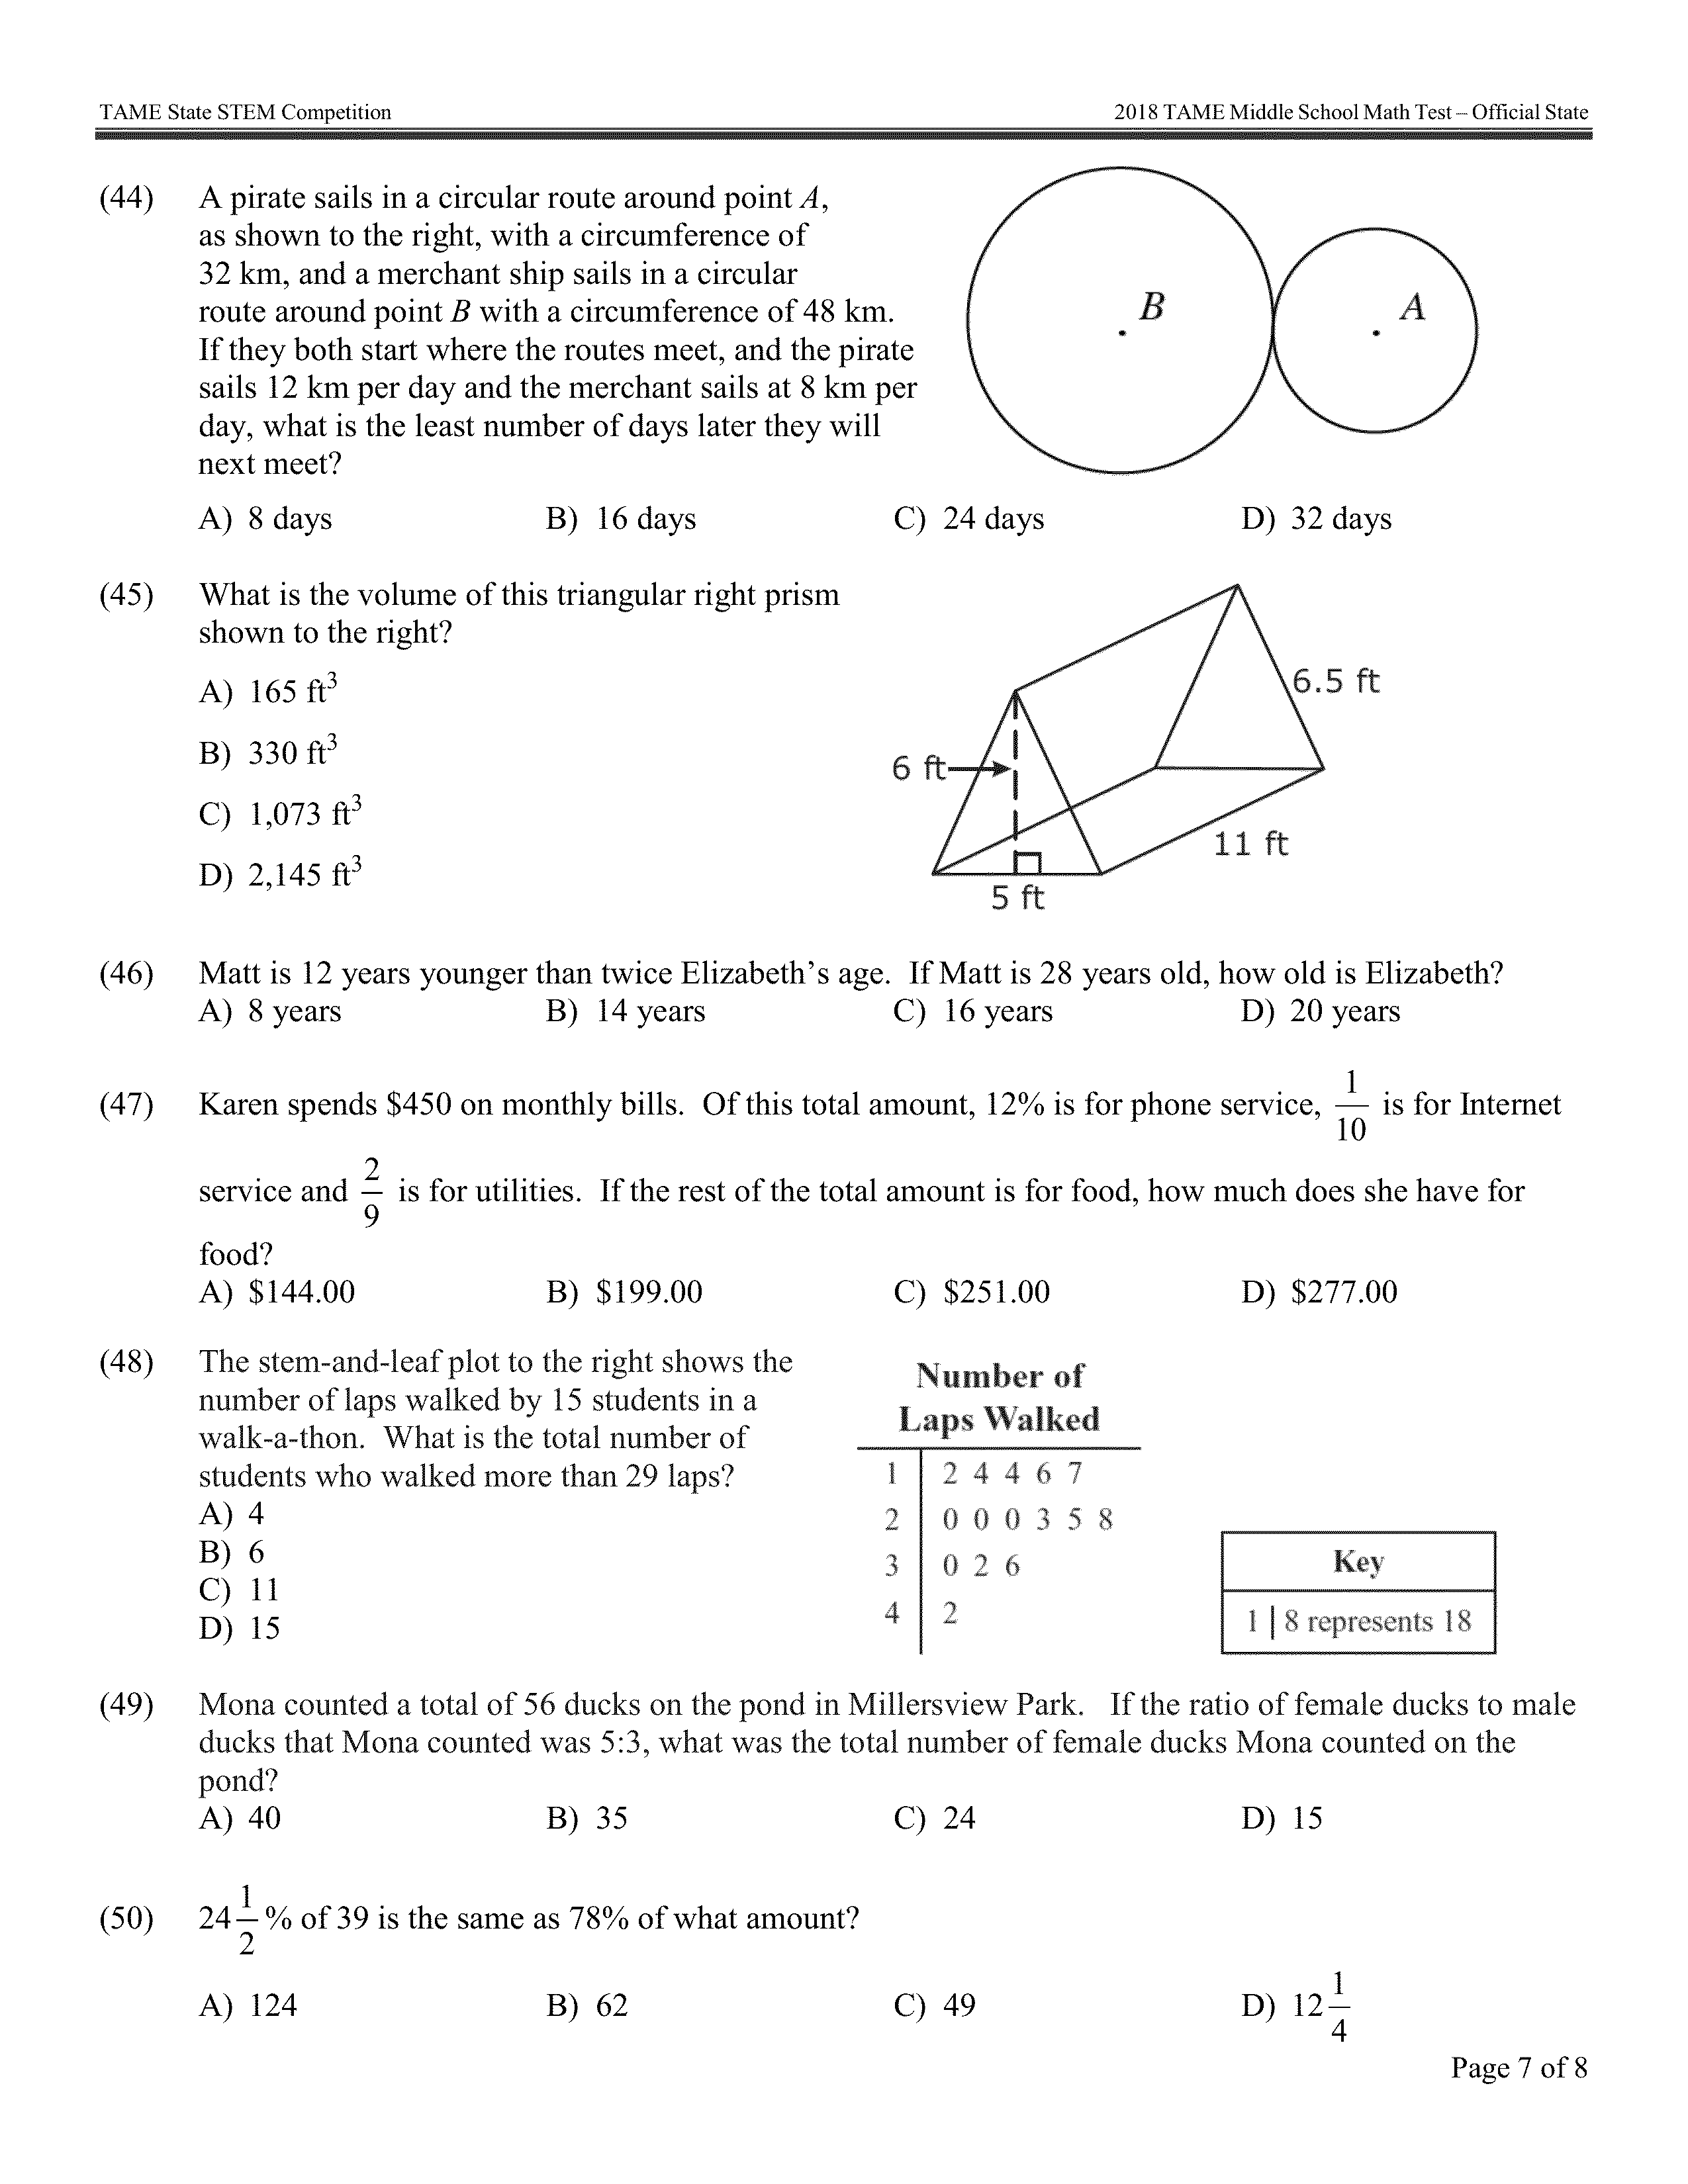 TAME State STEM Competition 2018 TAME Middle School Math Test – Official State
(44) A pirate sails in a circular route around point A,
as shown to the right, with a circumference of
32 km, and a merchant ship sails in a circular
route around point B with a circumference of 48 km.
If they both start where the routes meet, and the pirate
sails 12 km per day and the merchant sails at 8 km per
day, what is the least number of days later they will
next meet?
B A
A) 8 days B) 16 days C) 24 days D) 32 days
(45) What is the volume of this triangular right prism
shown to the right?
A) 165 ft³
B) 330 ft³
C) 1,073 ft³
D) 2,145 ft³
6.5 ft
6 ft
11 ft
5 ft
(46) Matt is 12 years younger than twice Elizabeth’s age. If Matt is 28 years old, how old is Elizabeth?
A) 8 years B) 14 years C) 16 years D) 20 years
(47) Karen spends $450 on monthly bills. Of this total amount, 12% is for phone service, 1/10 is for Internet
service and 2/9 is for utilities. If the rest of the total amount is for food, how much does she have for
food?
A) $144.00 B) $199.00 C) $251.00 D) $277.00
(48) The stem-and-leaf plot to the right shows the
number of laps walked by 15 students in a
walk-a-thon. What is the total number of
students who walked more than 29 laps?
A) 4
B) 6
C) 11
D) 15
Number of
Laps Walked
1 | 2 4 4 6 7
2 | 0 0 0 3 5 8
3 | 0 2 6
4 | 2
Key
1 | 8 represents 18
(49) Mona counted a total of 56 ducks on the pond in Millersview Park. If the ratio of female ducks to male
ducks that Mona counted was 5:3, what was the total number of female ducks Mona counted on the
pond?
A) 40 B) 35 C) 24 D) 15
(50) 24 1/2 % of 39 is the same as 78% of what amount?
A) 124 B) 62 C) 49 D) 12 1/4
Page 7 of 8